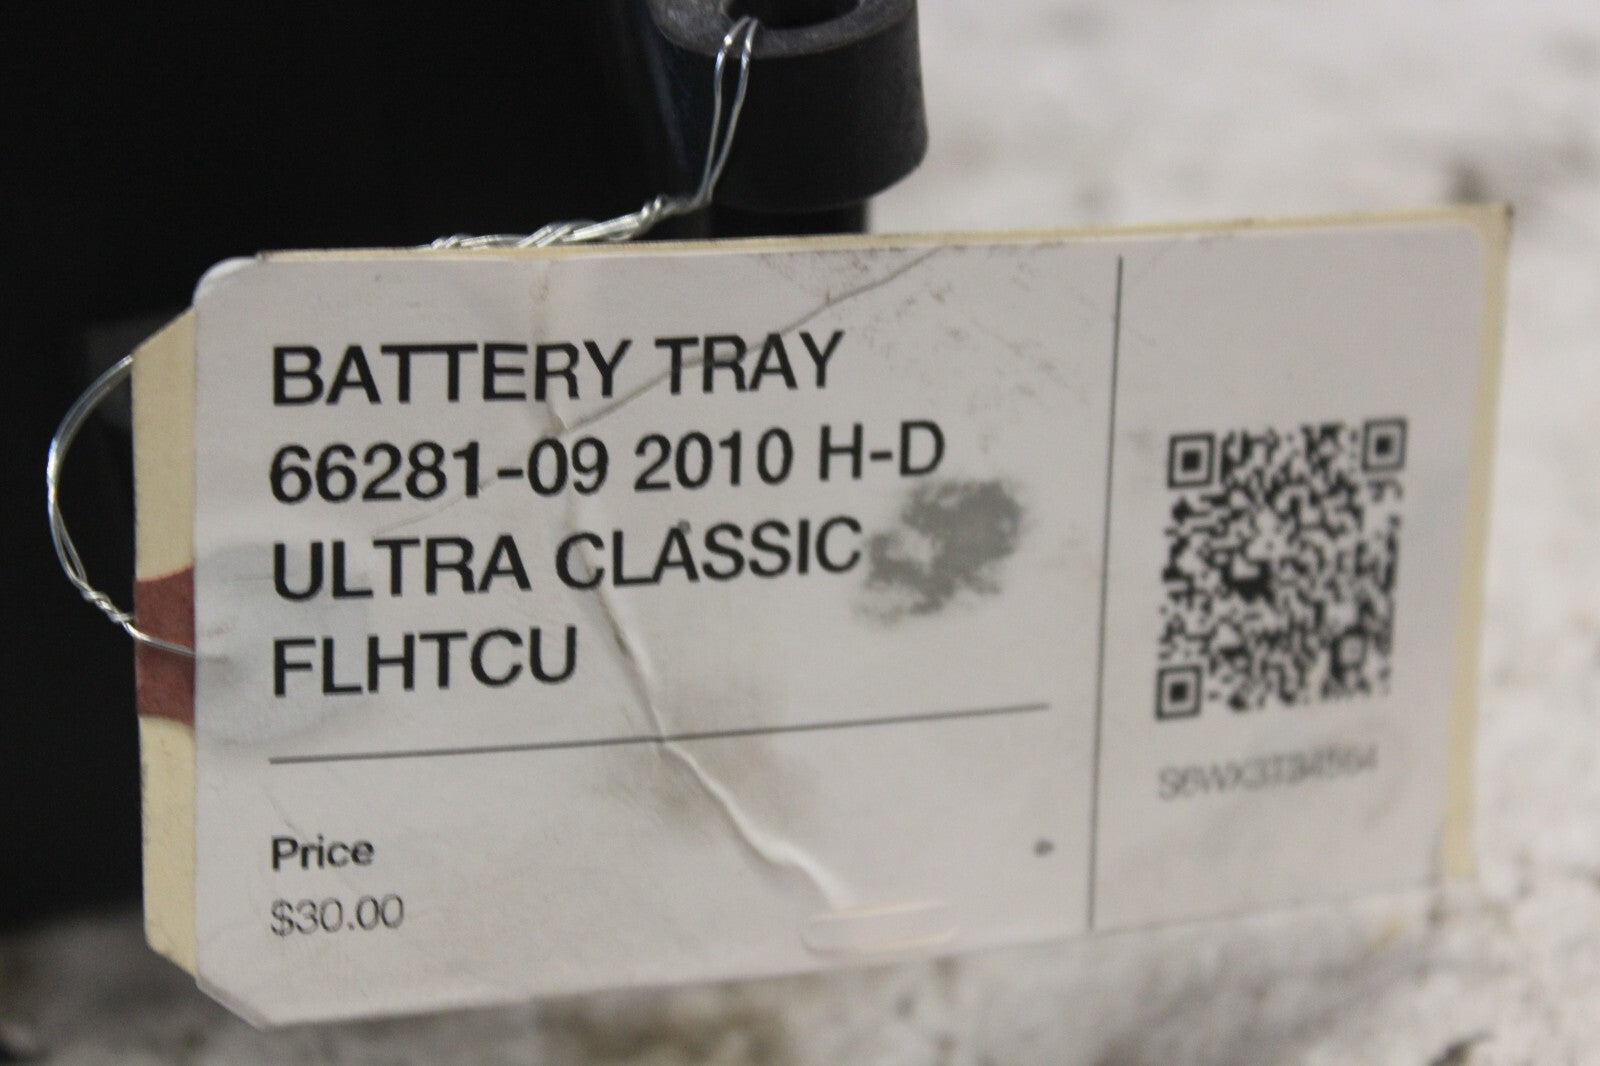 BATTERY TRAY
66281-09 2010 H-D
ULTRA CLASSIC
FLHTCU
Price
$30.00